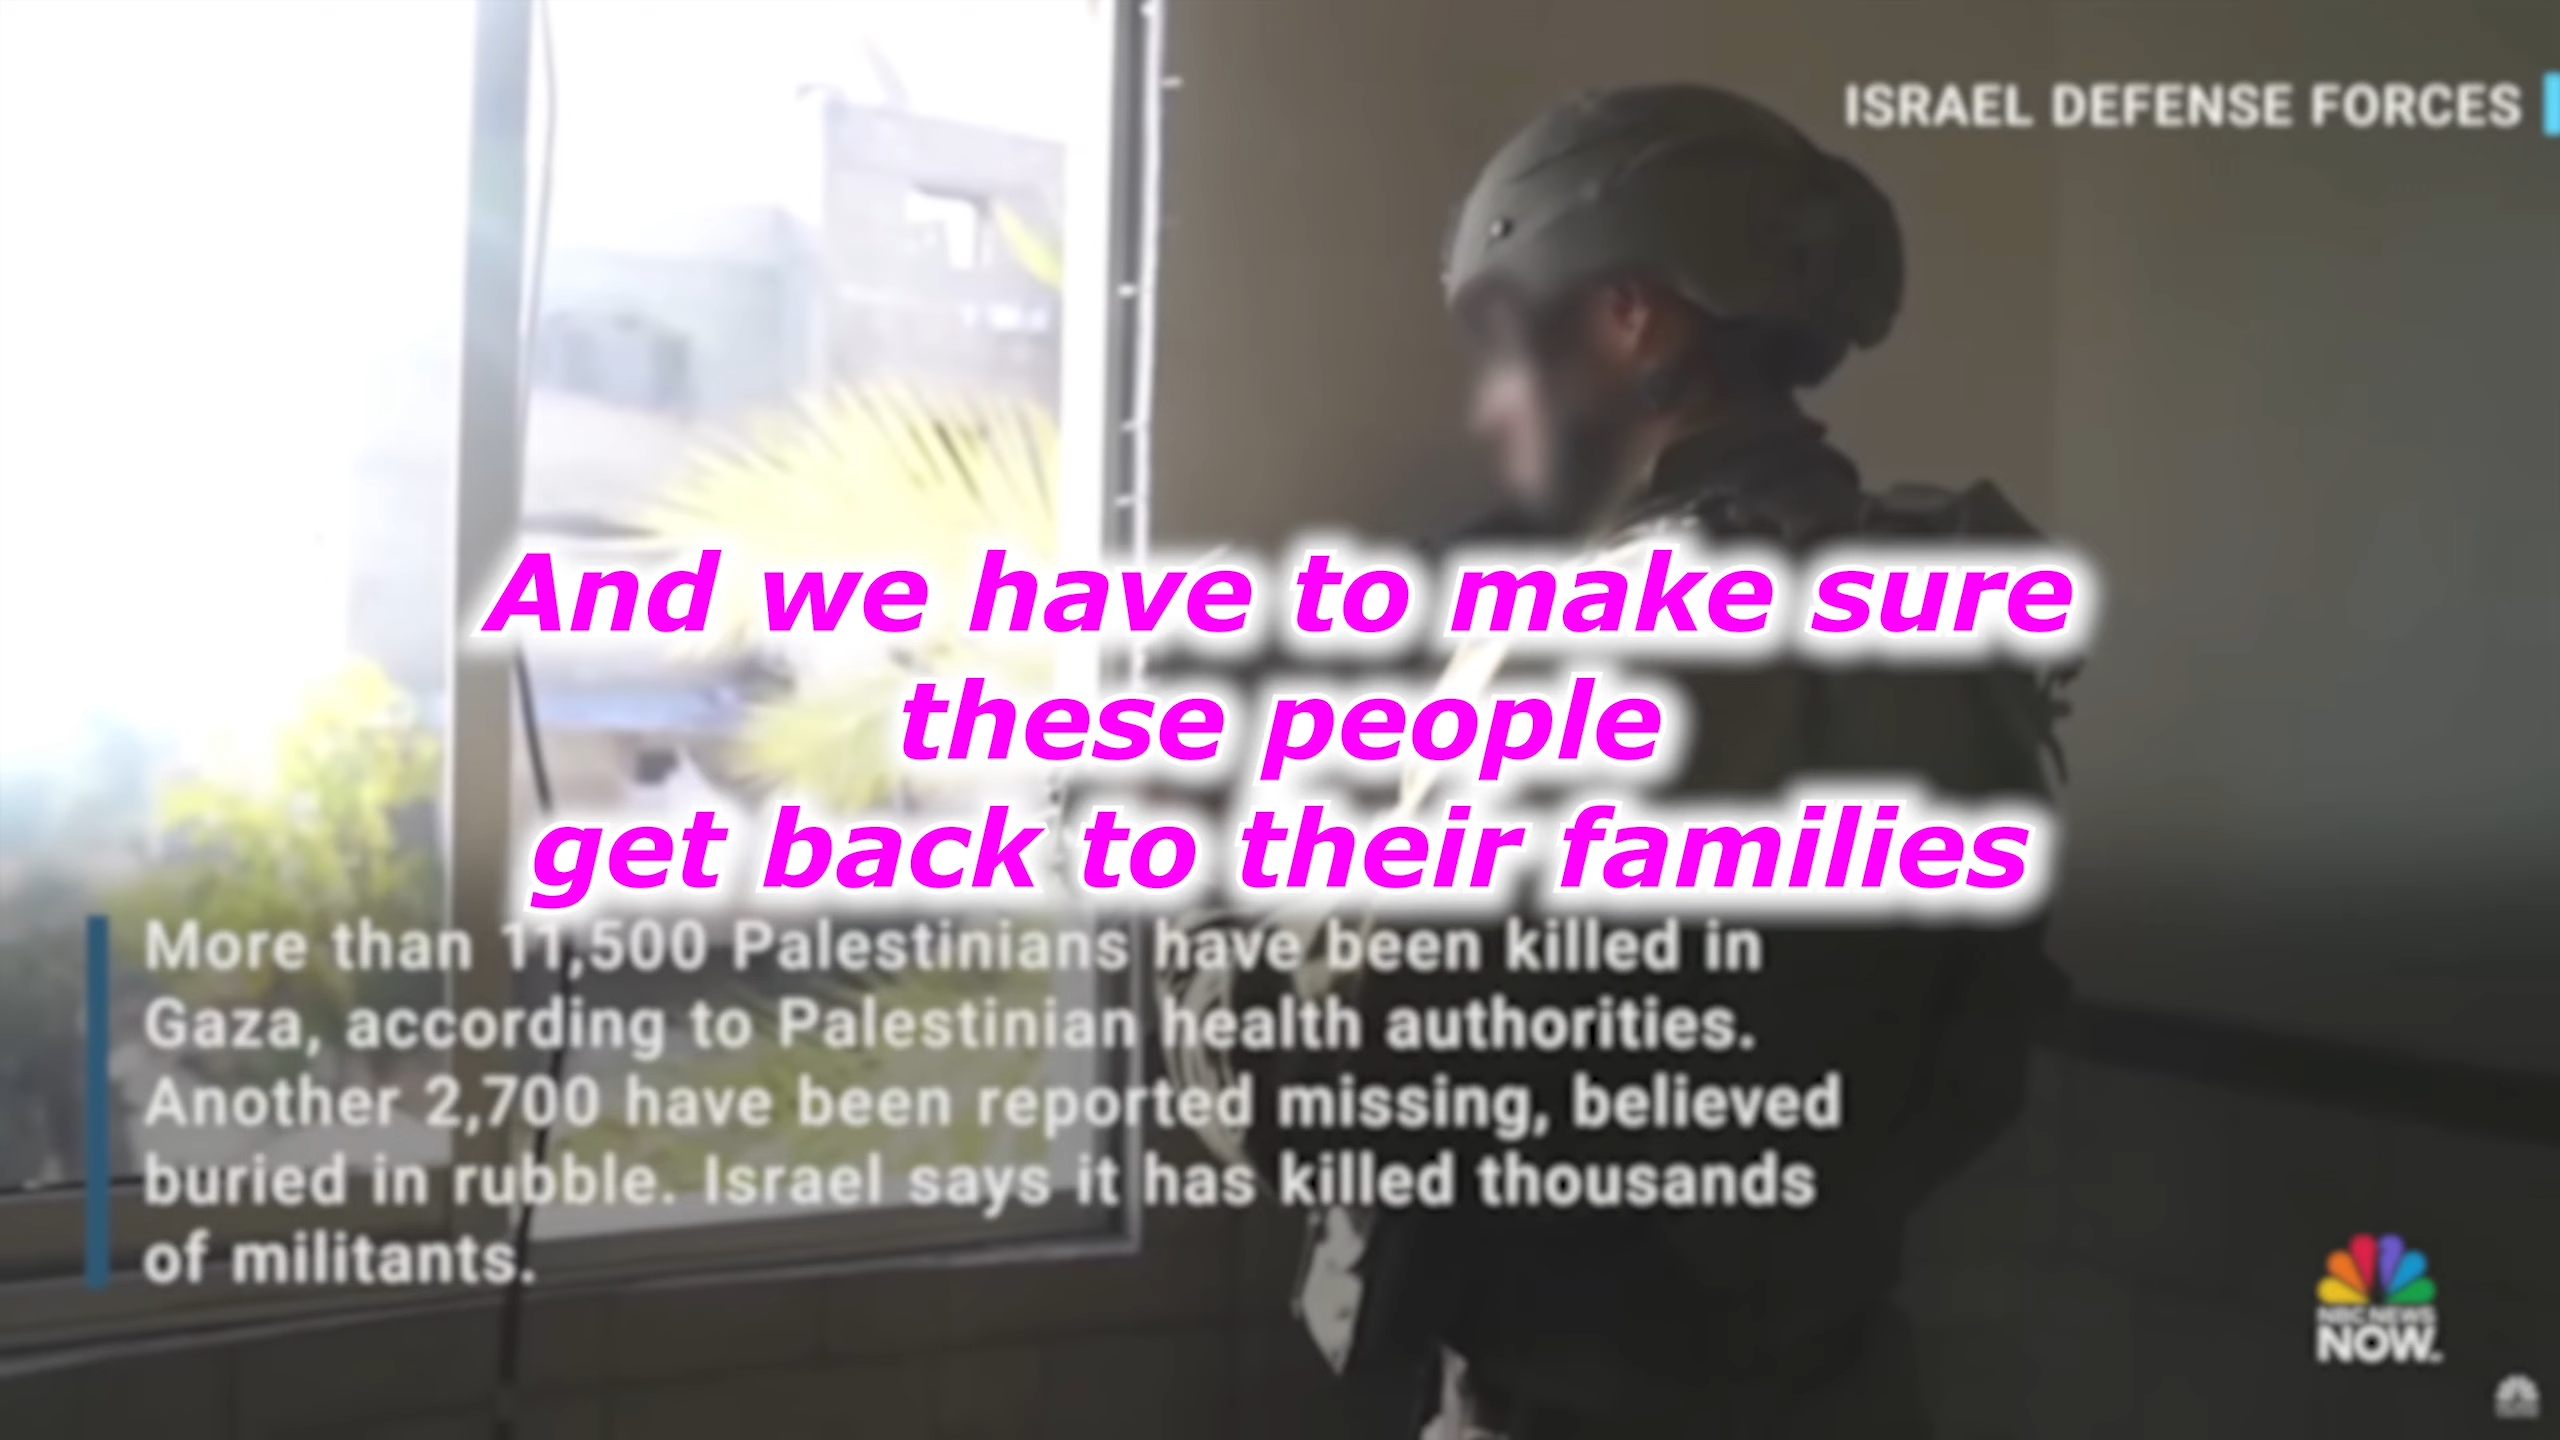 ISRAEL DEFENSE FORCES
And we have to make sure
these people
get back to their families
More than 11,500 Palestinians have been killed in
Gaza, according to Palestinian health authorities.
Another 2,700 have been reported missing, believed
buried in rubble. Israel says it has killed thousands
of militants.
NBC NEWS
NOW.